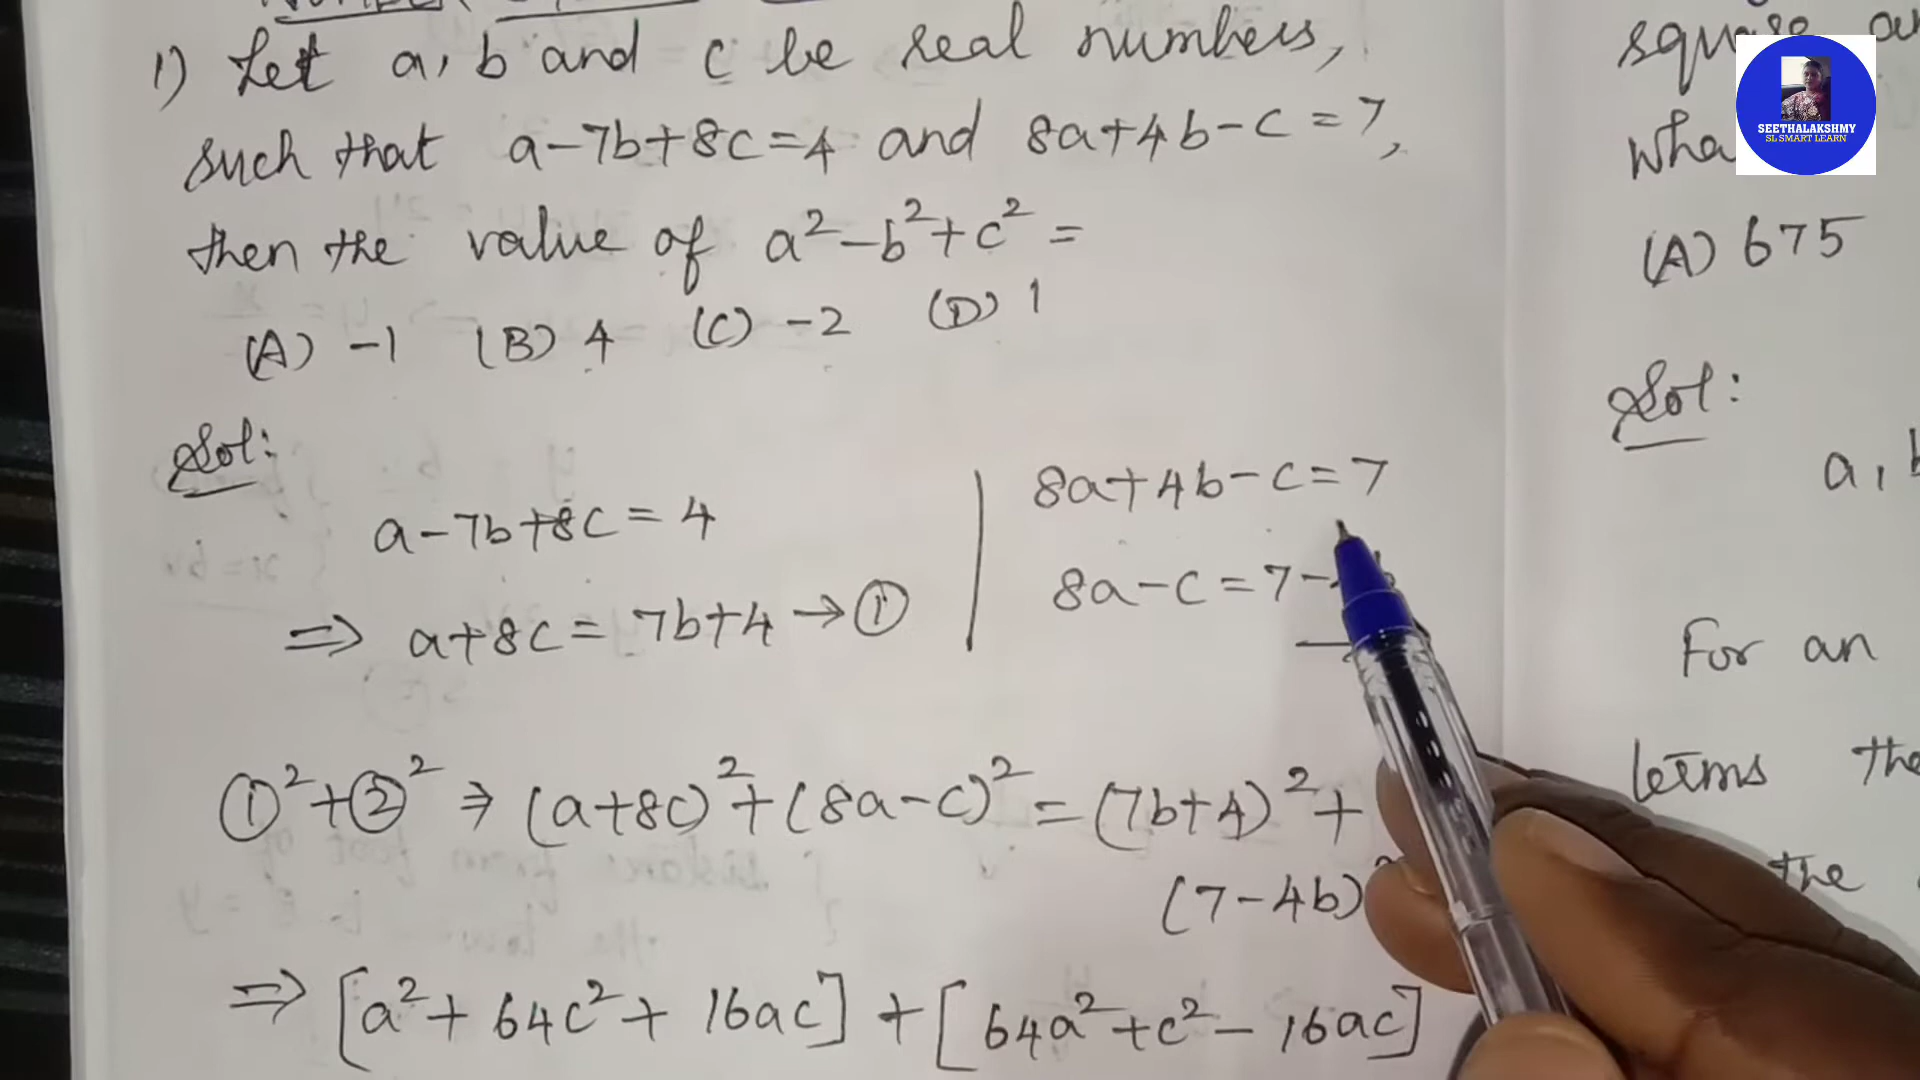 1) Let a, b and c be real numbers,
such that a-7b+8c=4 and 8a+4b-c=7,
then the value of a²-b²+c² =
(A) -1 (B) 4 (C) -2 (D) 1
Sol:
a-7b+8c = 4
⇒ a+8c = 7b+4 → ①
8a+4b-c=7
8a-c=7-
①²+②² ⇒ (a+8c)²+(8a-c)² = (7b+4)²+
(7-4b)
⇒ [a²+64c²+16ac] + [64a²+c²-16ac]
square
SEETHALAKSHMY
SL SMART LEARN
(A) 675
Sol:
a,
For an
terms the
the